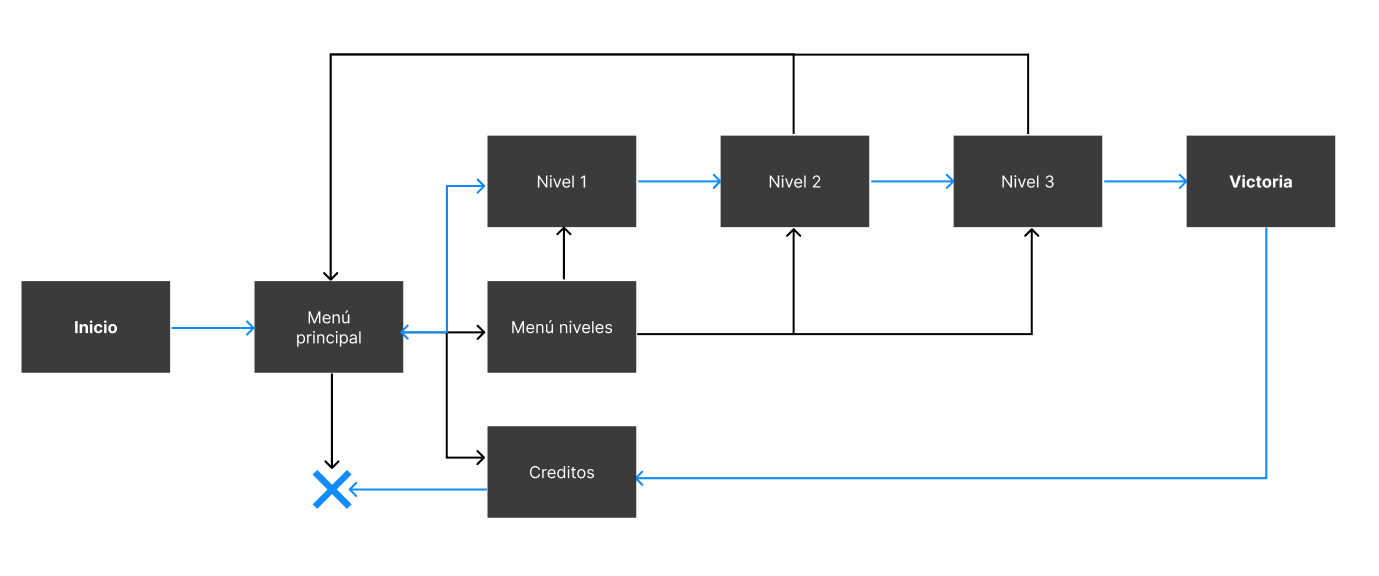 Nivel 1
Nivel 2
Nivel 3
Victoria
Inicio
Menú
principal
Menú niveles
Creditos